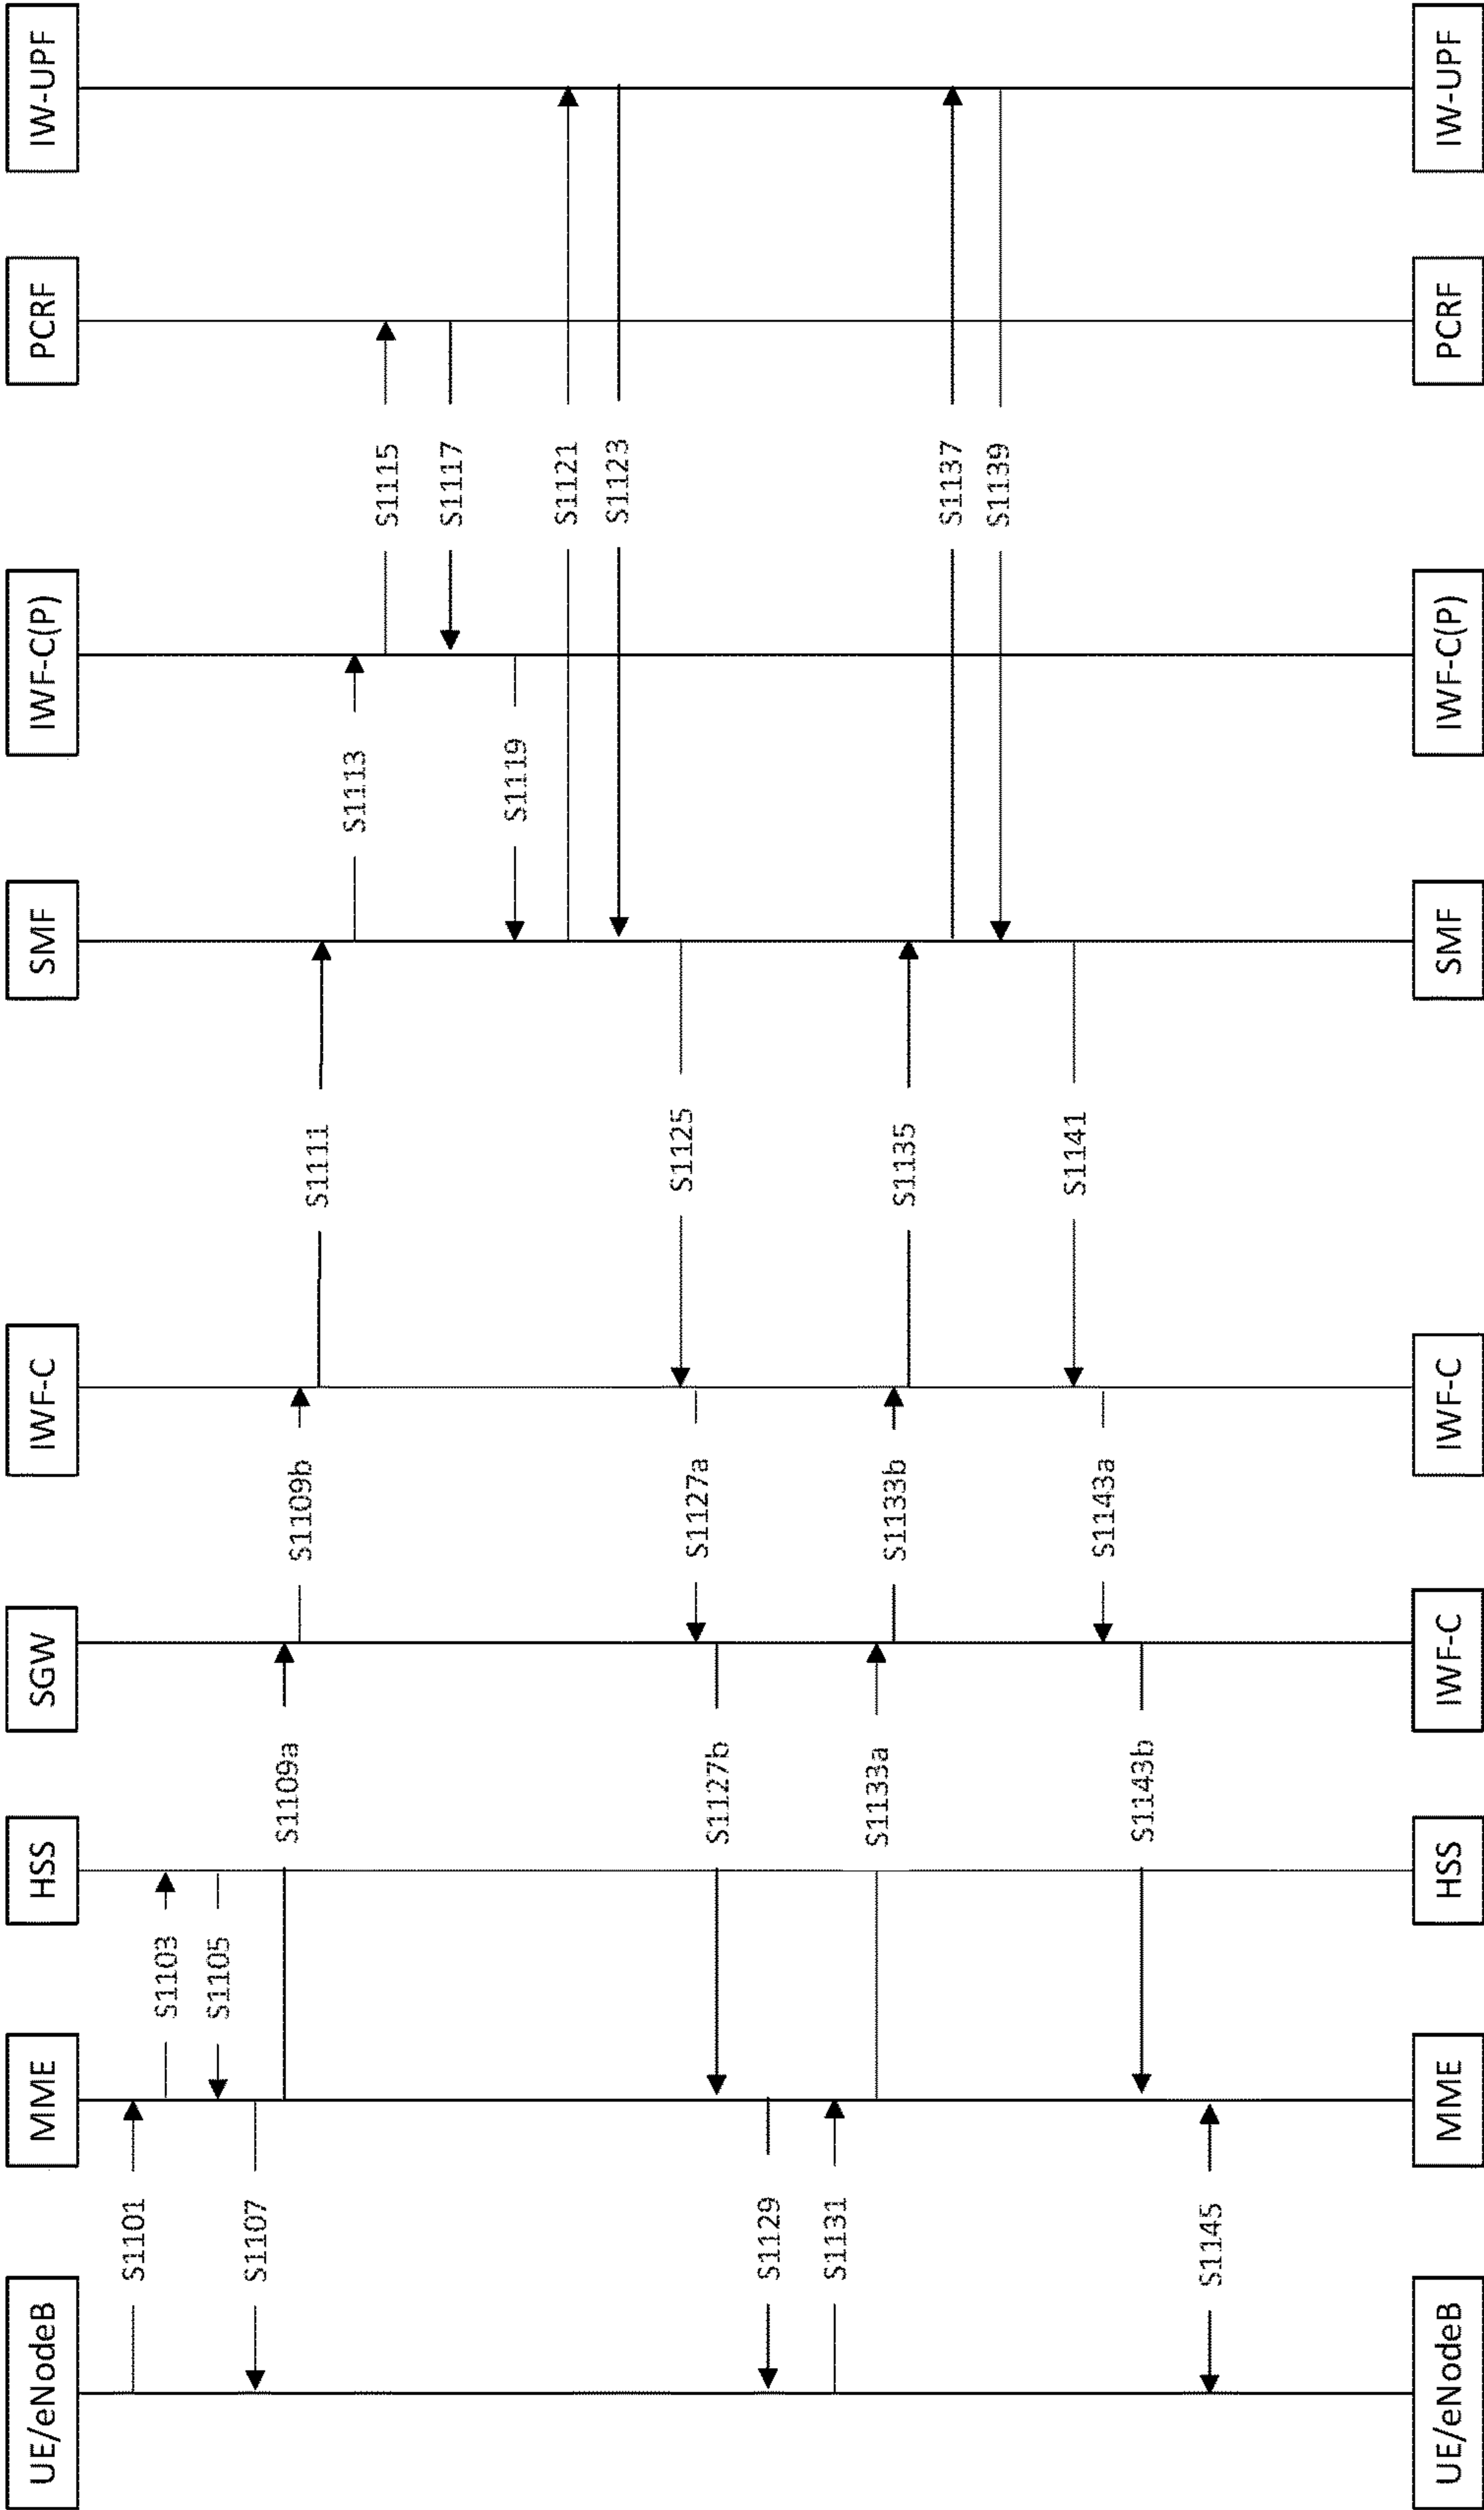 UE/eNodeB
MME
HSS
SGW
IWF-C
SMF
IWF-C(P)
PCRF
IW-UPF
S1101
S1103
S1105
S1107
S1109a
S1109b
S1111
S1113
S1115
S1117
S1119
S1121
S1123
S1125
S1127a
S1127b
S1129
S1131
S1133a
S1133b
S1135
S1137
S1139
S1141
S1143a
S1143b
S1145
UE/eNodeB
MME
HSS
IWF-C
IWF-C
SMF
IWF-C(P)
PCRF
IW-UPF